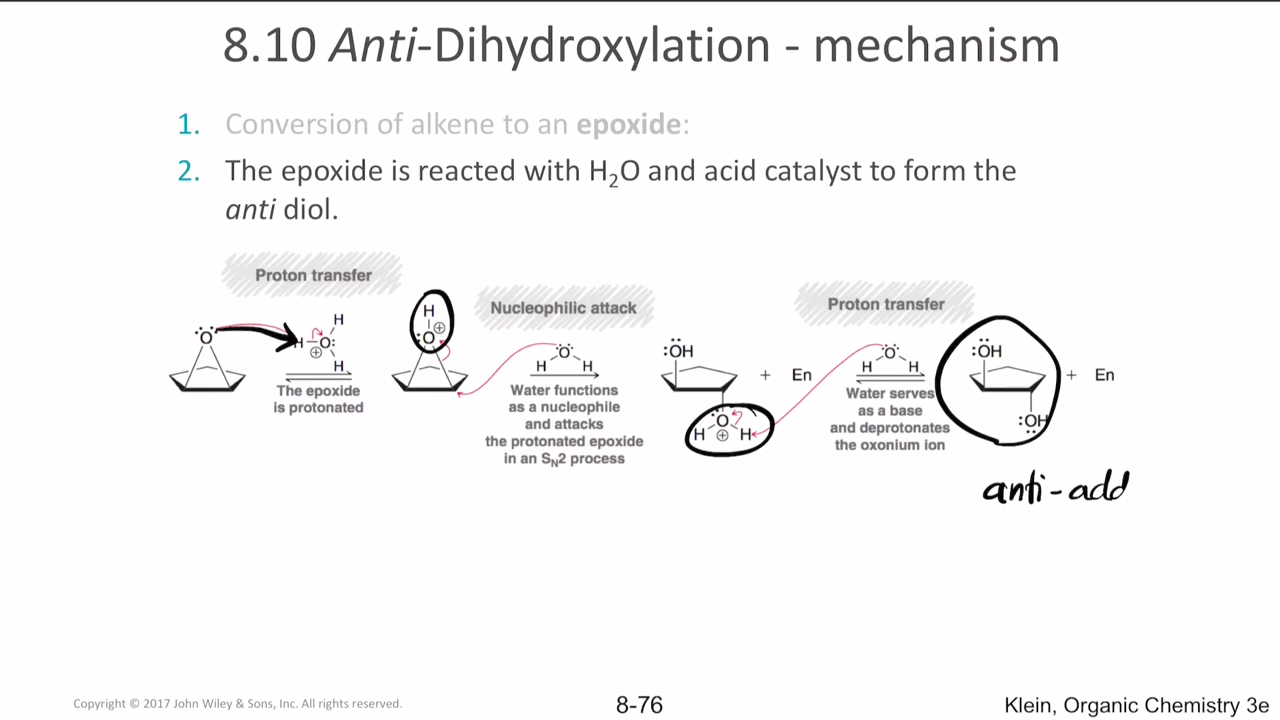 8.10 Anti-Dihydroxylation - mechanism
1. Conversion of alkene to an epoxide:
2. The epoxide is reacted with H₂O and acid catalyst to form the
anti diol.
Proton transfer
Nucleophilic attack
Proton transfer
H
H
:ÖH
:ÖH
O
H
O:
⊕
H
:O
⊕
O
H
H
+ En
O
H
H
+ En
The epoxide
is protonated
Water functions
as a nucleophile
and attacks
the protonated epoxide
in an SN2 process
:O
H ⊕ H
Water serves
as a base
and deprotonates
the oxonium ion
:OH
anti-add
Copyright © 2017 John Wiley & Sons, Inc. All rights reserved.
8-76
Klein, Organic Chemistry 3e